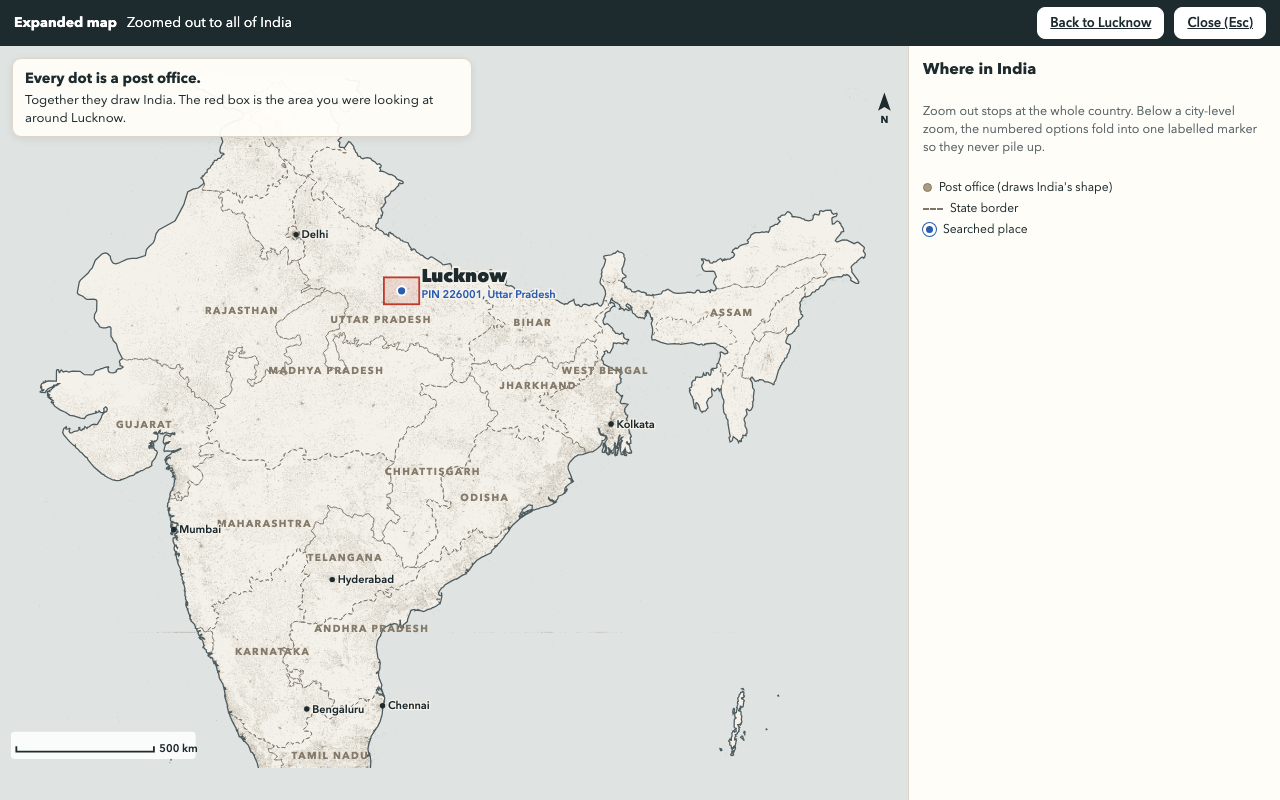 Expanded map Zoomed out to all of India
Back to Lucknow
Close (Esc)
Every dot is a post office.
Together they draw India. The red box is the area you were looking at
around Lucknow.
N
Where in India
Zoom out stops at the whole country. Below a city-level
zoom, the numbered options fold into one labelled marker
so they never pile up.
Post office (draws India's shape)
State border
Searched place
Delhi
Lucknow
PIN 226001, Uttar Pradesh
RAJASTHAN
UTTAR PRADESH
BIHAR
ASSAM
MADHYA PRADESH
WEST BENGAL
JHARKHAND
GUJARAT
Kolkata
CHHATTISGARH
ODISHA
MAHARASHTRA
Mumbai
TELANGANA
Hyderabad
ANDHRA PRADESH
KARNATAKA
Bengaluru
Chennai
500 km
TAMIL NADU